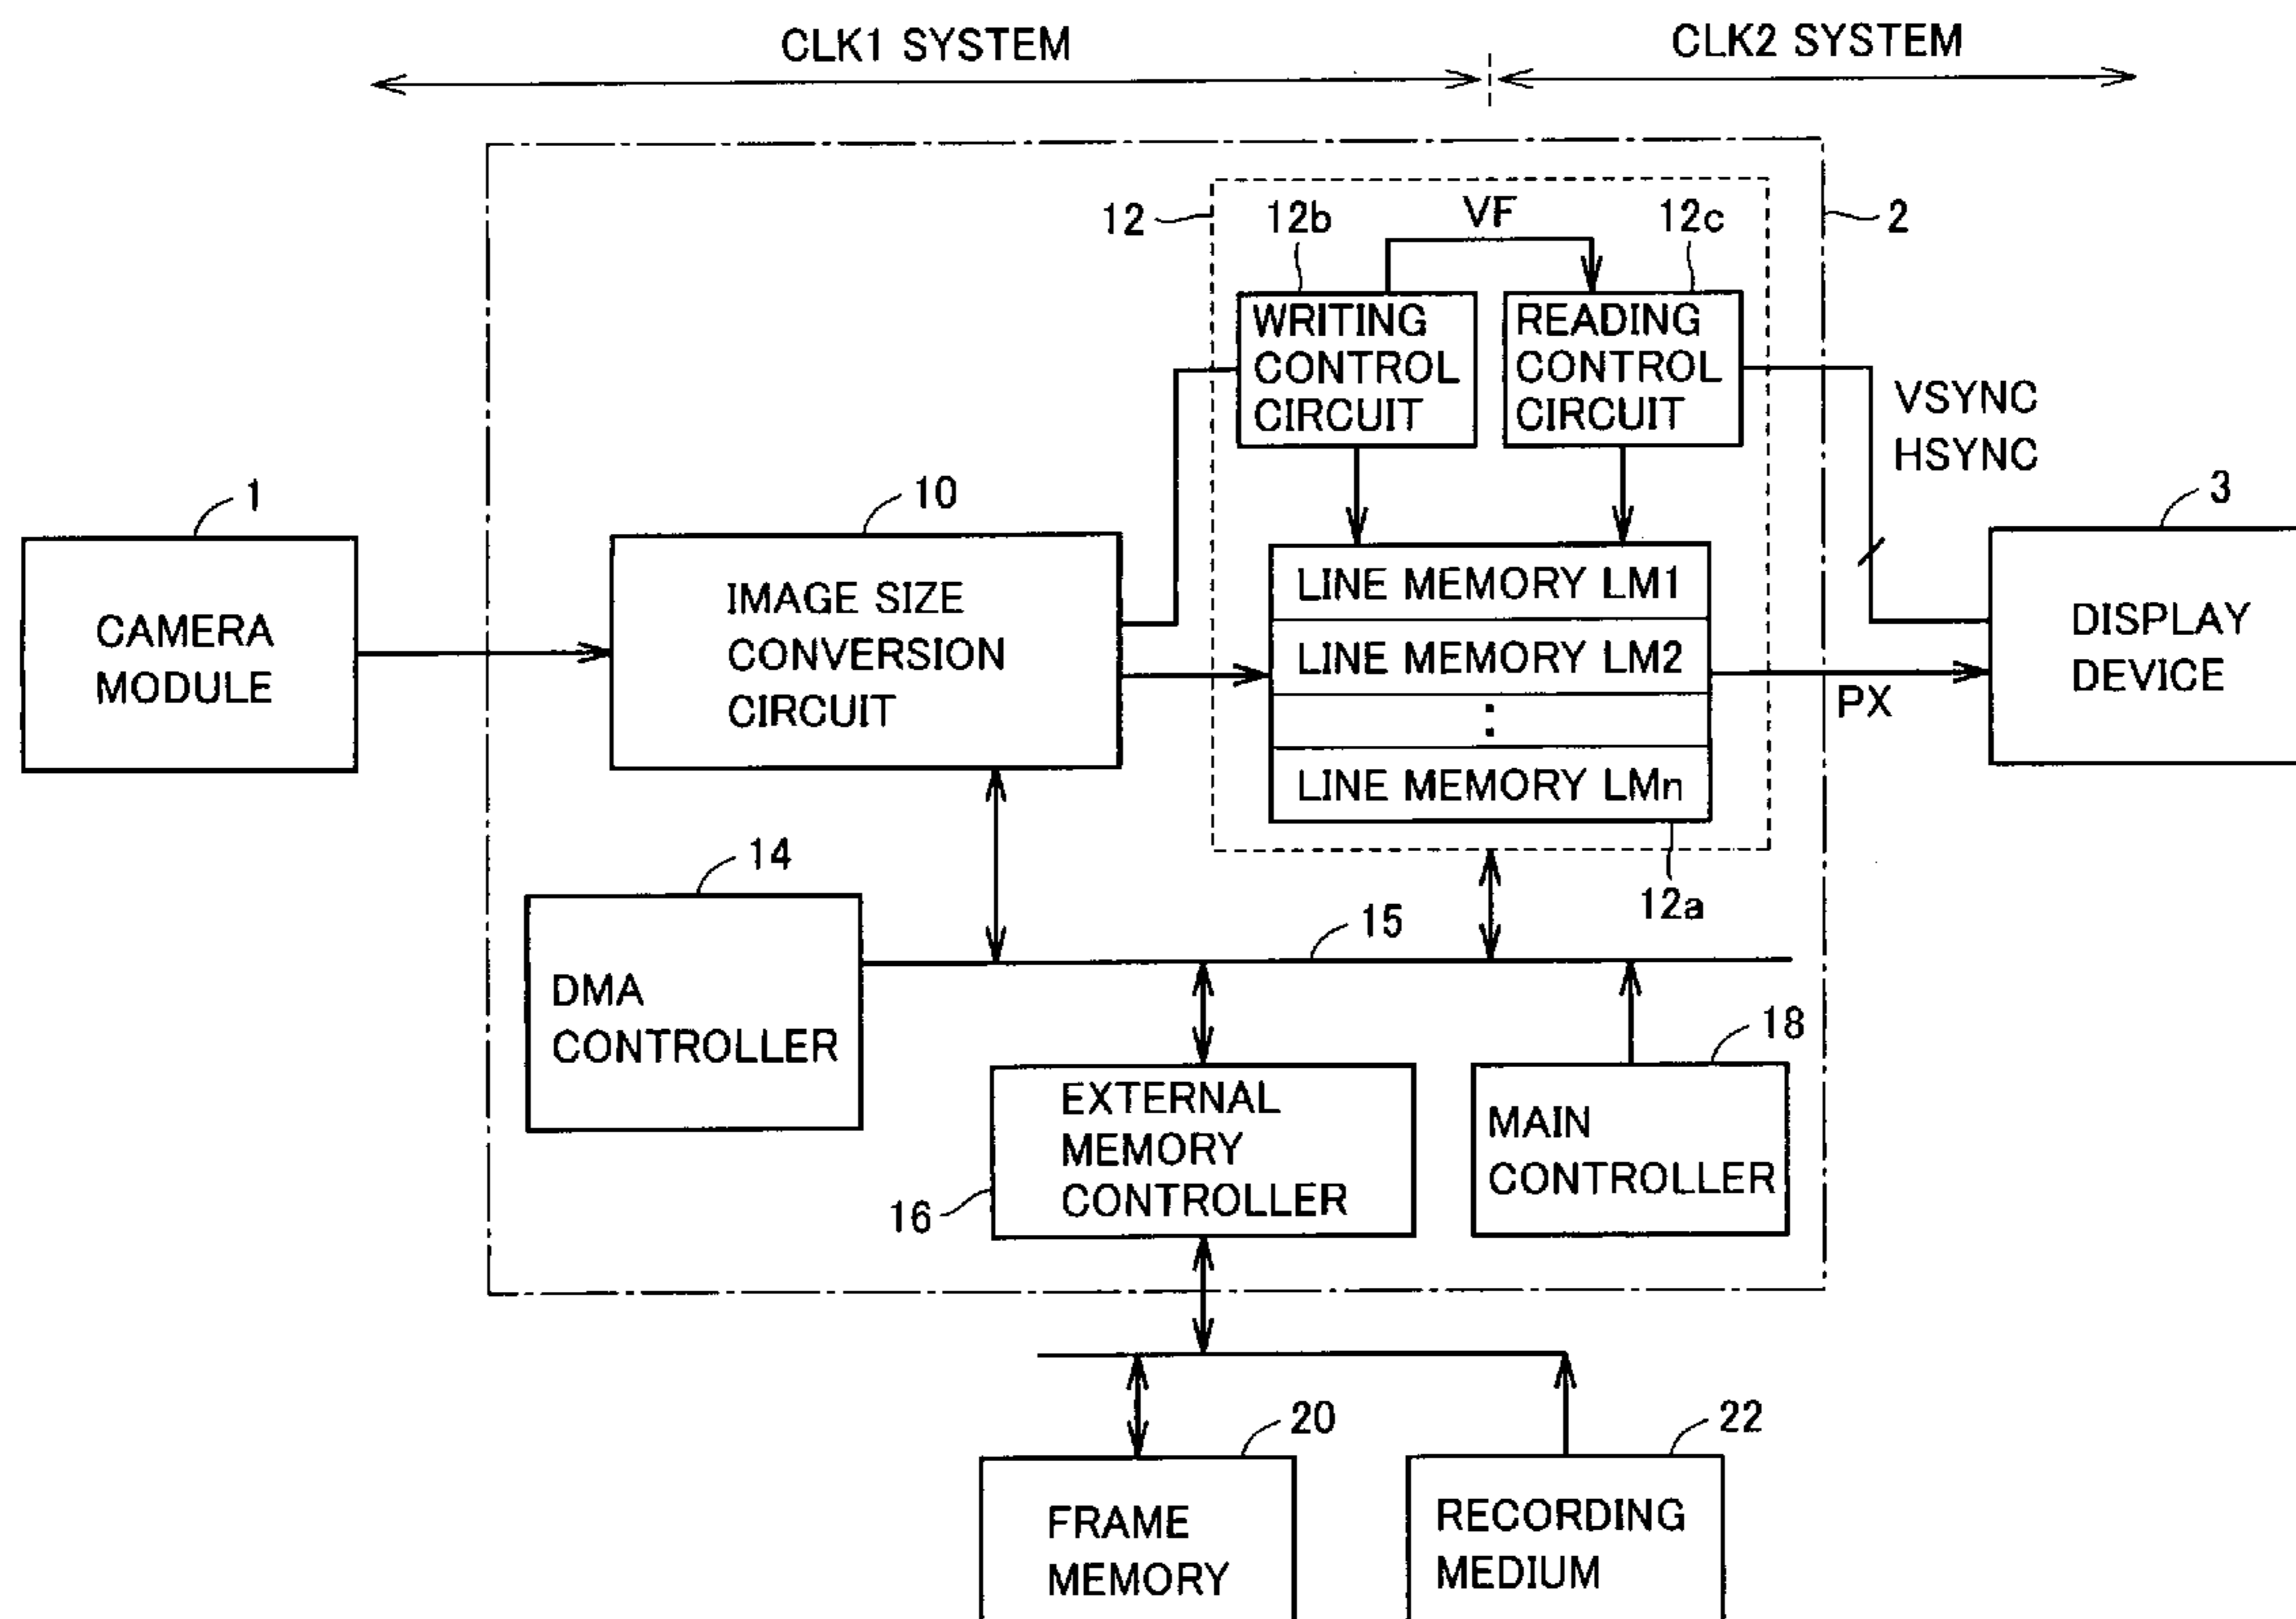 CLK1 SYSTEM
CLK2 SYSTEM
12
12b
VF
12c
2
WRITING
CONTROL
CIRCUIT
READING
CONTROL
CIRCUIT
VSYNC
HSYNC
1
10
3
CAMERA
MODULE
IMAGE SIZE
CONVERSION
CIRCUIT
LINE MEMORY LM1
LINE MEMORY LM2
⋮
LINE MEMORY LMn
DISPLAY
DEVICE
PX
14
12a
15
DMA
CONTROLLER
18
EXTERNAL
MEMORY
CONTROLLER
16
MAIN
CONTROLLER
20
22
FRAME
MEMORY
RECORDING
MEDIUM